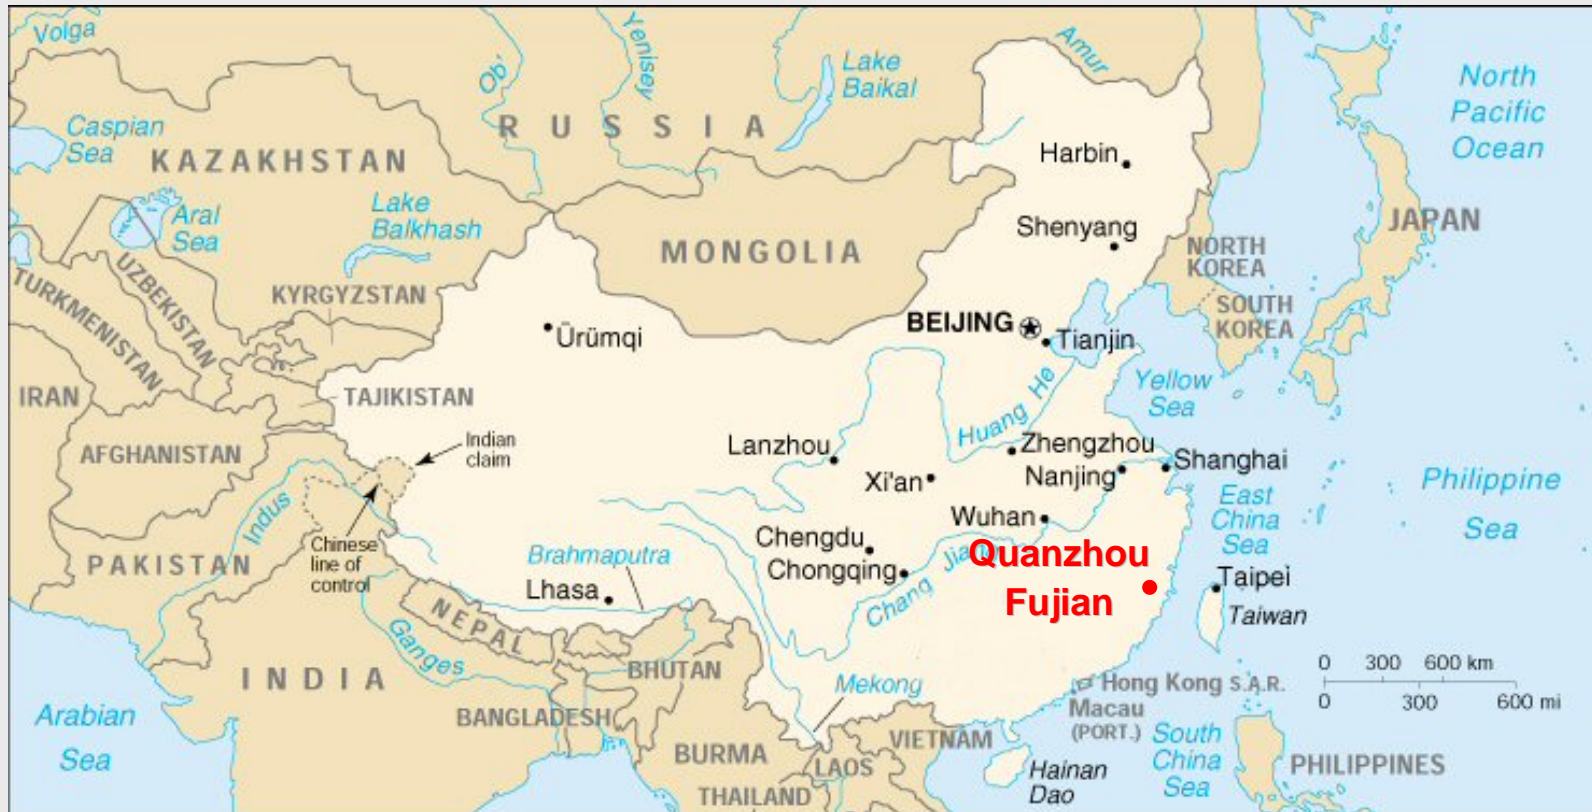 Volga
Ob'
Yenisey
Lake
Baikal
Amur
North
Pacific
Ocean
Caspian
Sea
RUSSIA
KAZAKHSTAN
Harbin
Aral
Sea
Lake
Balkhash
MONGOLIA
Shenyang
JAPAN
NORTH
KOREA
UZBEKISTAN
TURKMENISTAN
KYRGYZSTAN
SOUTH
KOREA
BEIJING
Tianjin
Ürümqi
Yellow
Sea
IRAN
TAJIKISTAN
Huang He
AFGHANISTAN
Indian
claim
Lanzhou
Zhengzhou
Xi'an
Nanjing
Shanghai
Philippine
Sea
Indus
East
China
Sea
Wuhan
Chengdu
Chongqing
Chang
Quanzhou
Fujian
PAKISTAN
Chinese
line of
control
Brahmaputra
Lhasa
Taipei
Taiwan
NEPAL
Ganges
INDIA
BHUTAN
Mekong
0 300 600 km
0 300 600 mi
Hong Kong S.A.R.
Macau
(PORT.)
Arabian
Sea
BANGLADESH
BURMA
VIETNAM
LAOS
South
China
Sea
PHILIPPINES
Hainan
Dao
THAILAND